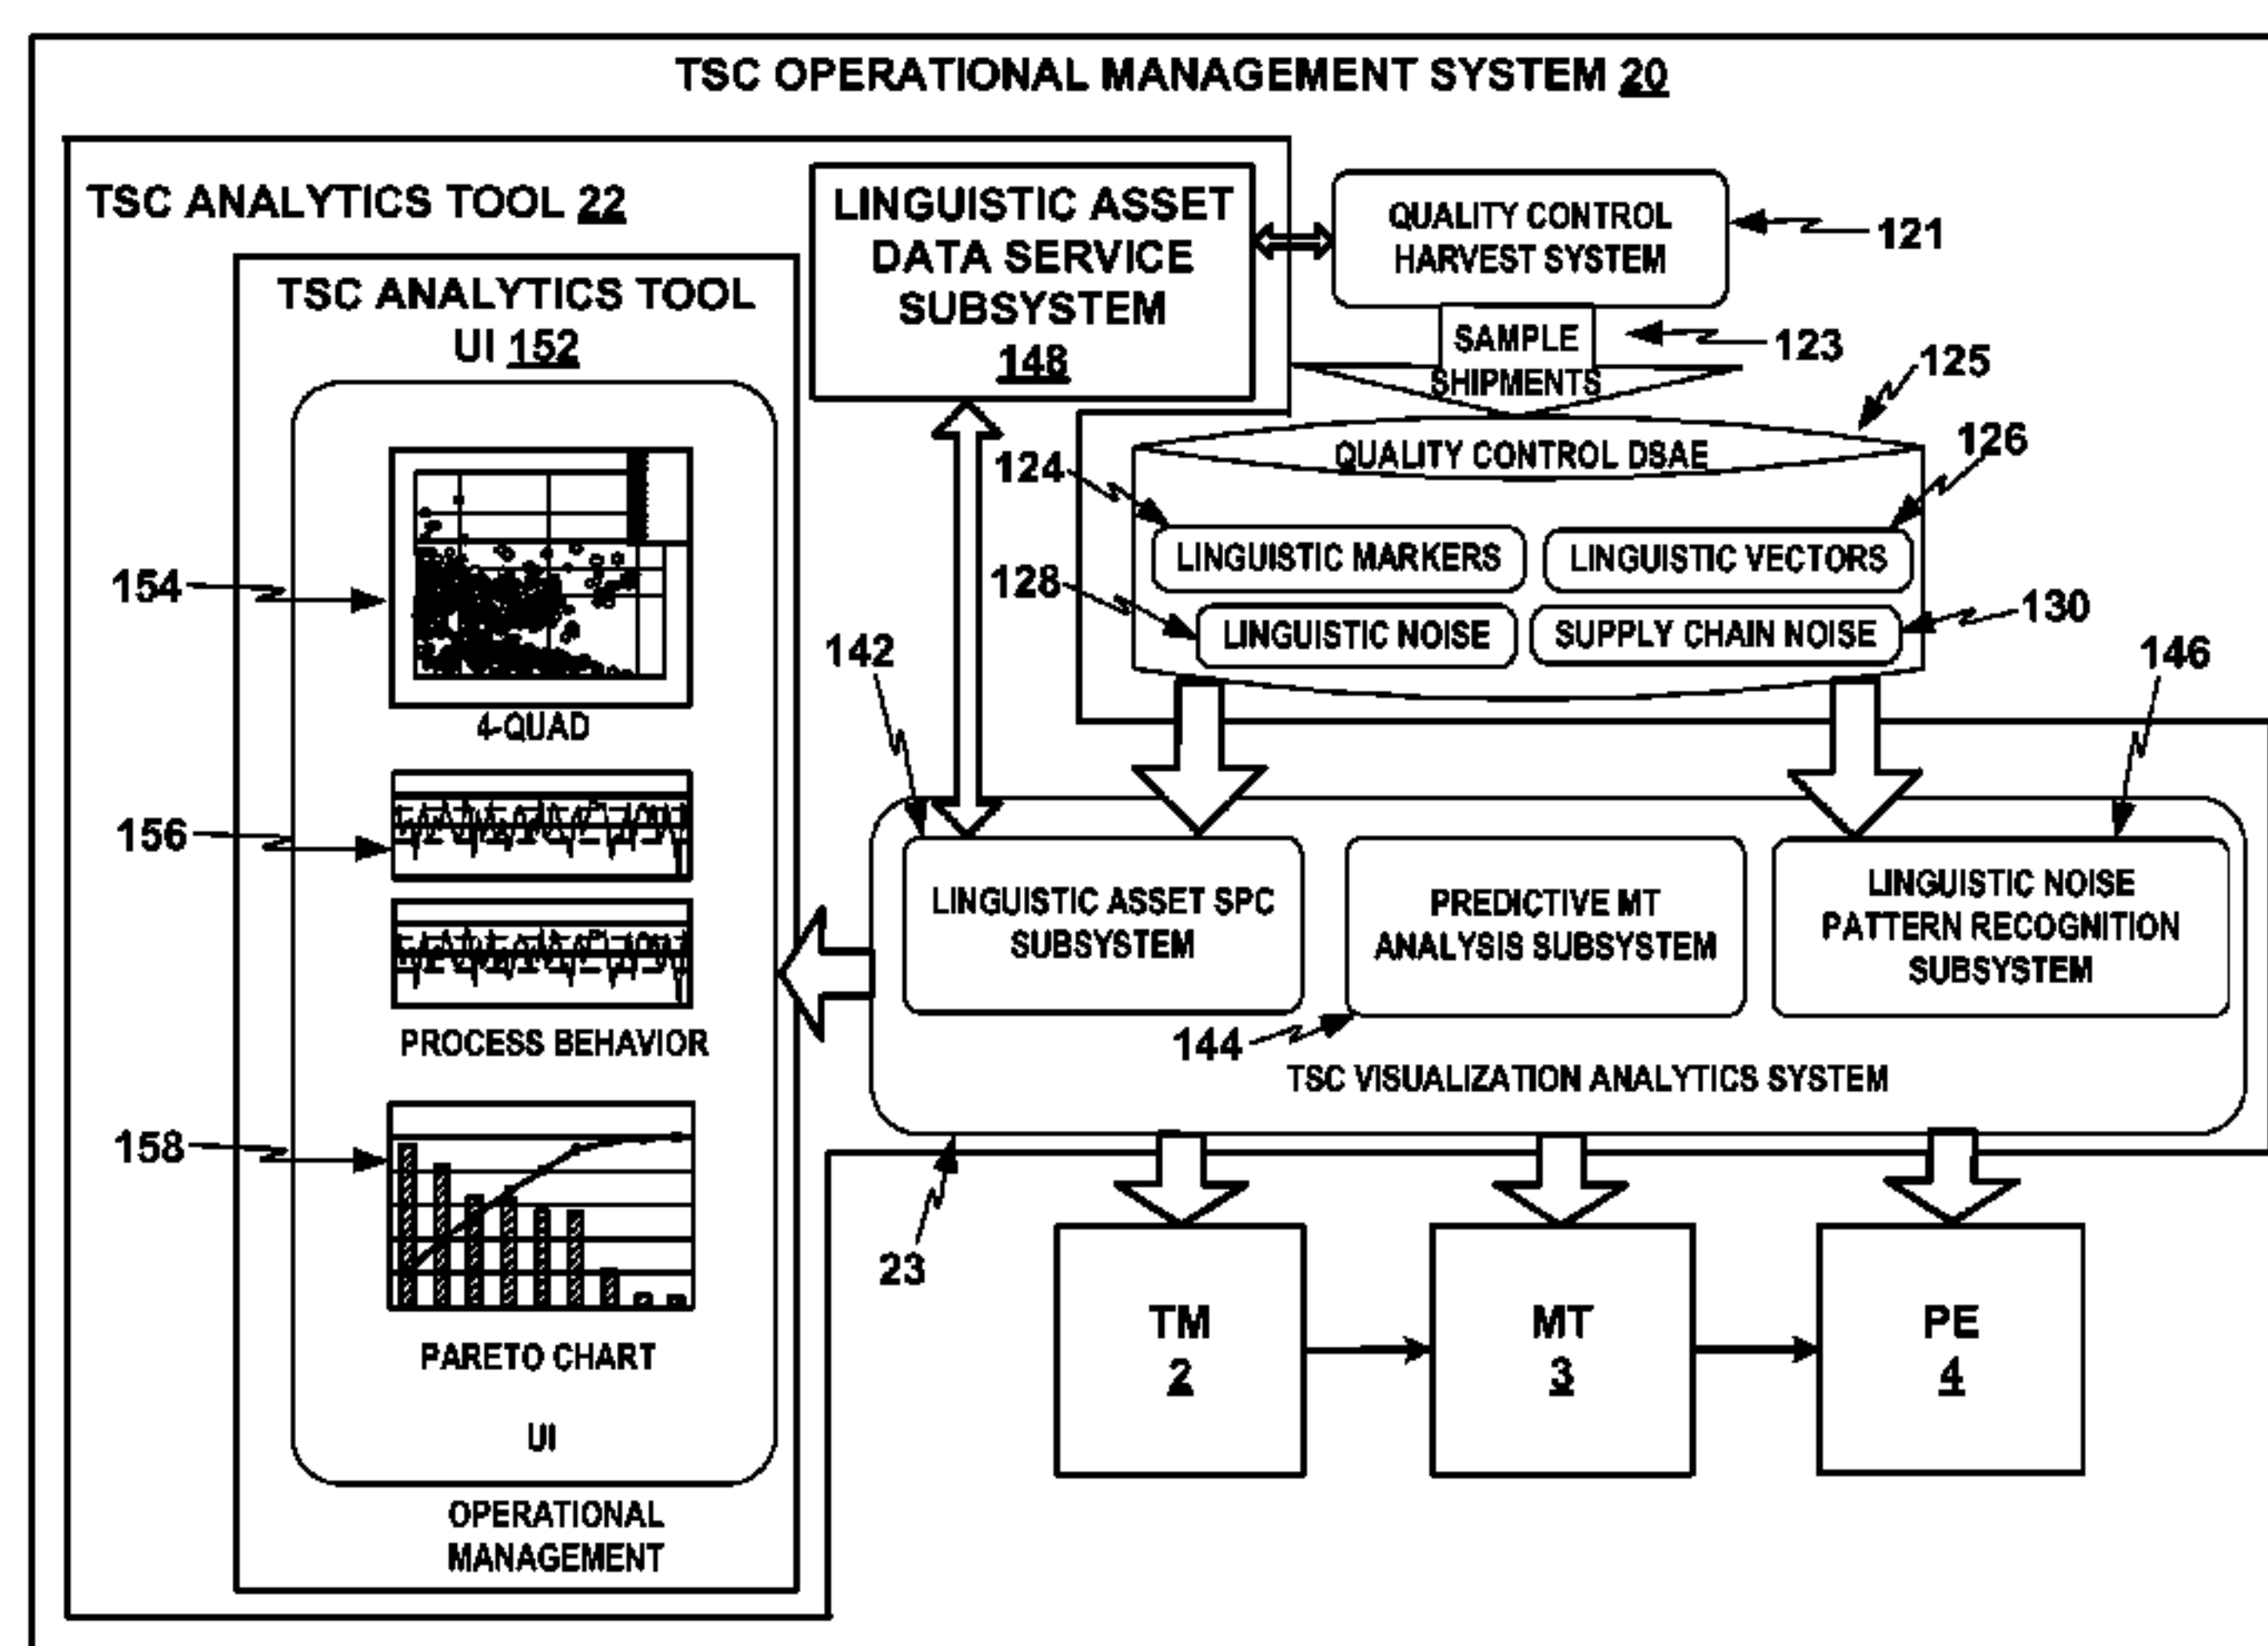 TSC OPERATIONAL MANAGEMENT SYSTEM 20
TSC ANALYTICS TOOL 22
LINGUISTIC ASSET
DATA SERVICE
SUBSYSTEM
148
QUALITY CONTROL
HARVEST SYSTEM
121
SAMPLE
SHIPMENTS
123
125
TSC ANALYTICS TOOL
UI 152
QUALITY CONTROL DSAE
124
126
LINGUISTIC MARKERS
LINGUISTIC VECTORS
128
130
LINGUISTIC NOISE
SUPPLY CHAIN NOISE
154
4-QUAD
142
146
156
PROCESS BEHAVIOR
LINGUISTIC ASSET SPC
SUBSYSTEM
PREDICTIVE MT
ANALYSIS SUBSYSTEM
LINGUISTIC NOISE
PATTERN RECOGNITION
SUBSYSTEM
144
TSC VISUALIZATION ANALYTICS SYSTEM
158
PARETO CHART
UI
OPERATIONAL
MANAGEMENT
23
TM
2
MT
3
PE
4